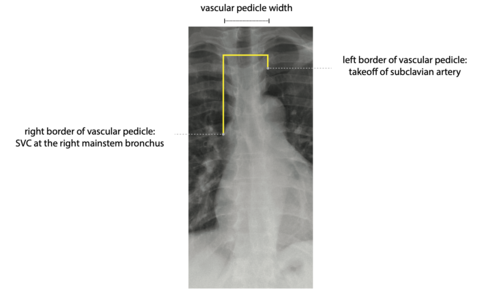 vascular pedicle width
left border of vascular pedicle:
takeoff of subclavian artery
right border of vascular pedicle:
SVC at the right mainstem bronchus